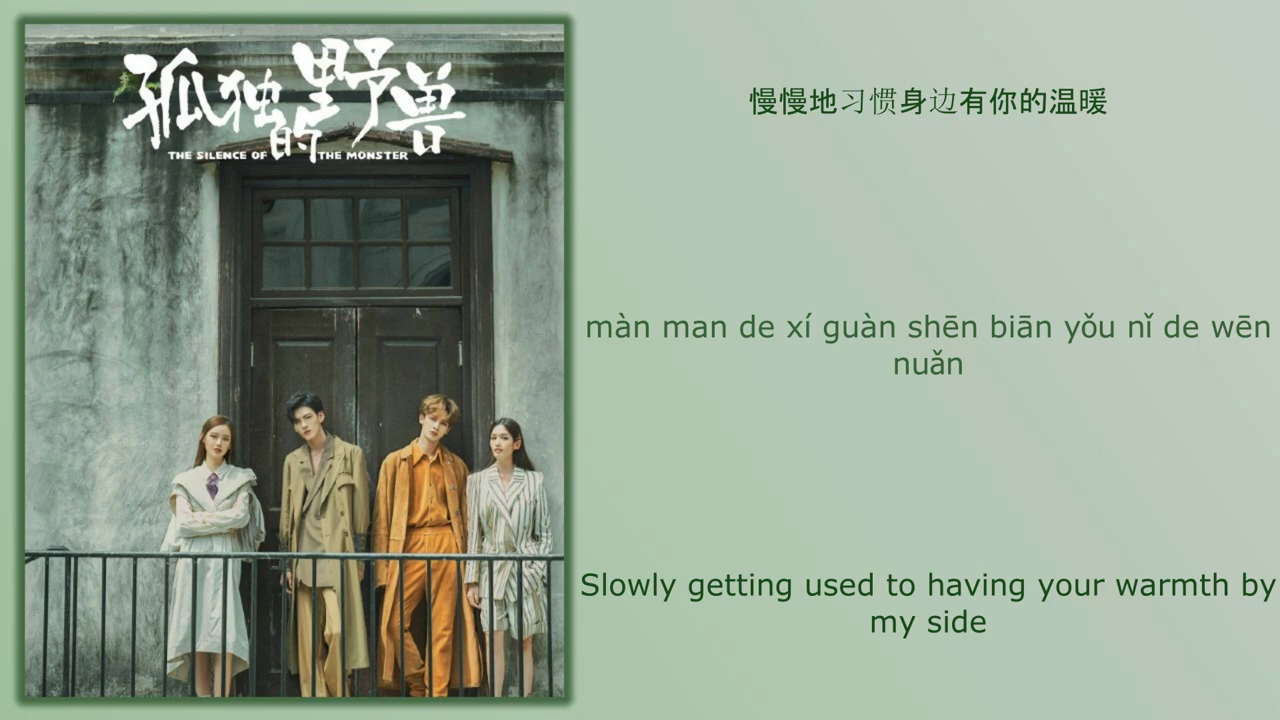 孤独的野兽
THE SILENCE OF THE MONSTER
慢慢地习惯身边有你的温暖
màn man de xí guàn shēn biān yǒu nǐ de wēn
nuǎn
Slowly getting used to having your warmth by
my side